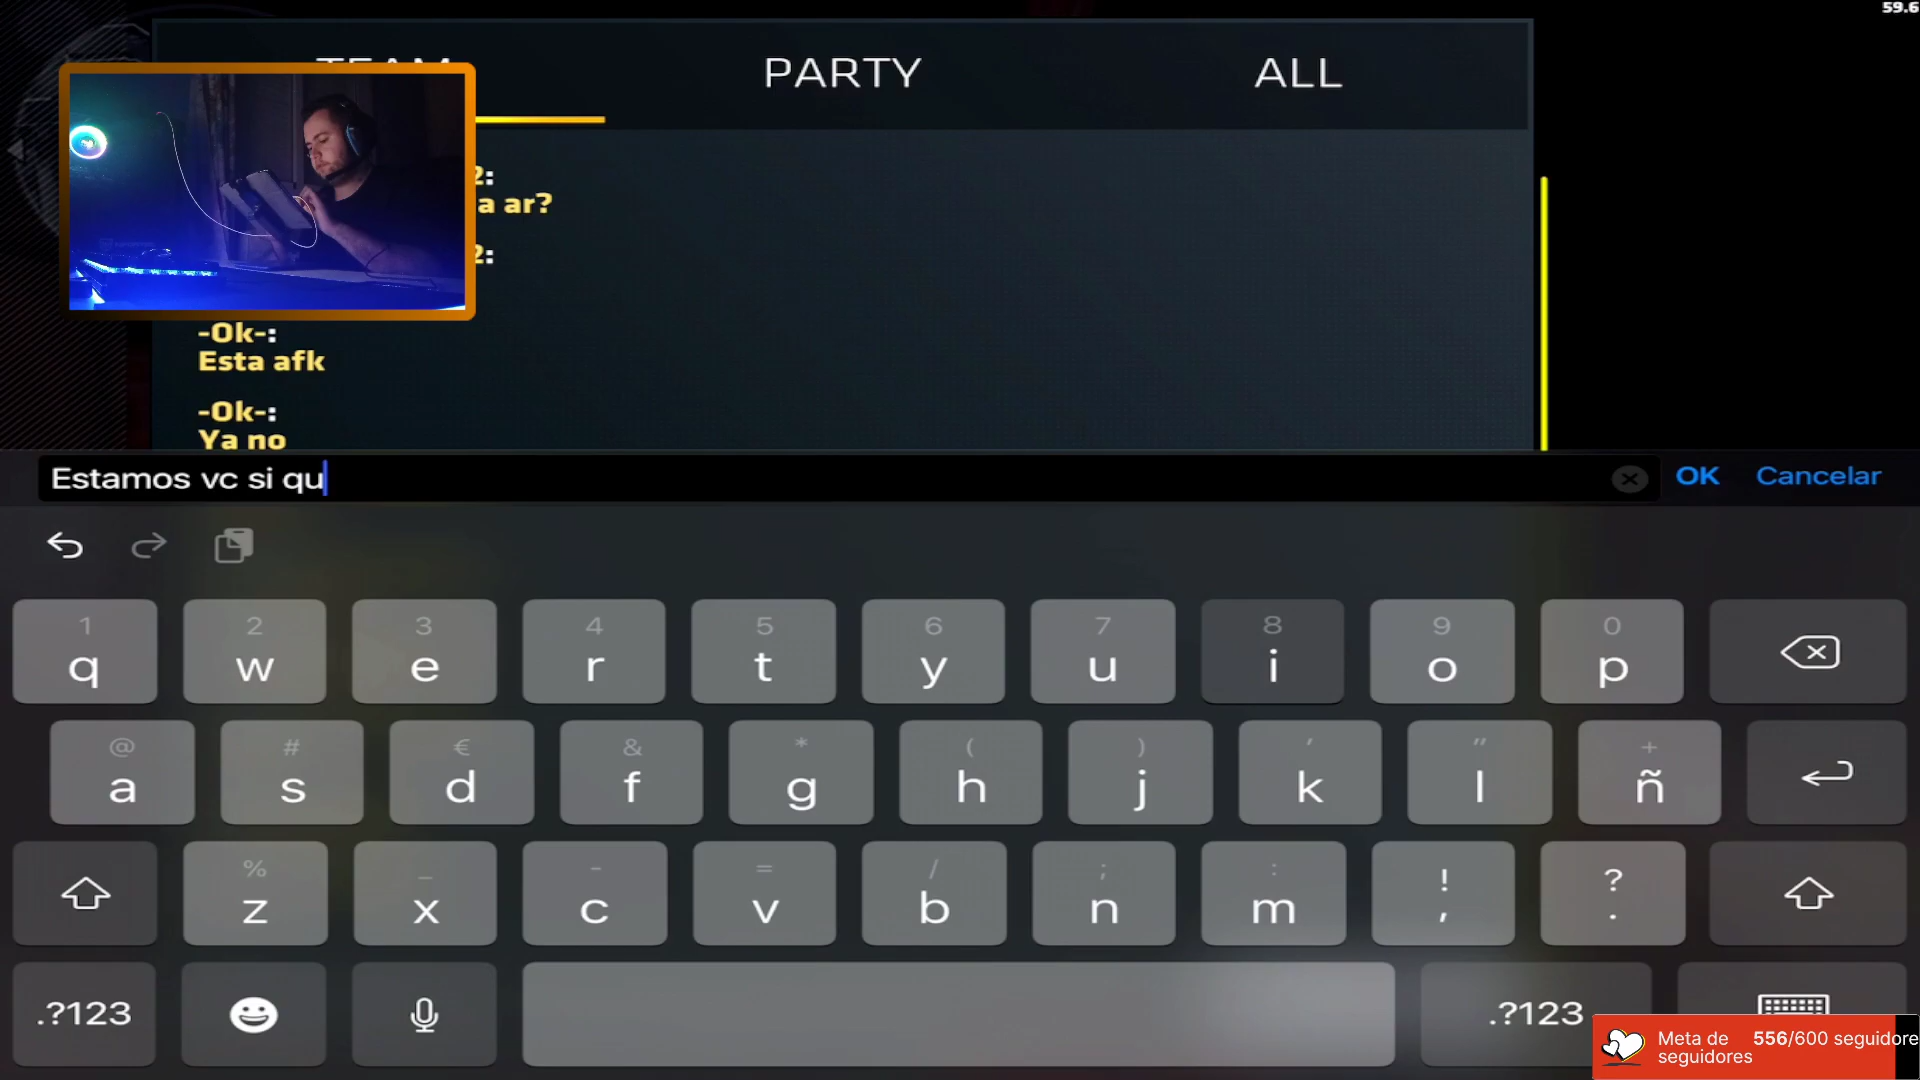 59.6
TEAM PARTY ALL
2:
a ar?
2:
-Ok-:
Esta afk
-Ok-:
Ya no
Estamos vc si qu
OK Cancelar
1 2 3 4 5 6 7 8 9 0
q w e r t y u i o p
@ # € & * ( ) ' " +
a s d f g h j k l ñ
% _ - = / ; : ! ?
z x c v b n m , .
.?123 .?123
Meta de 556/600 seguidore
seguidores